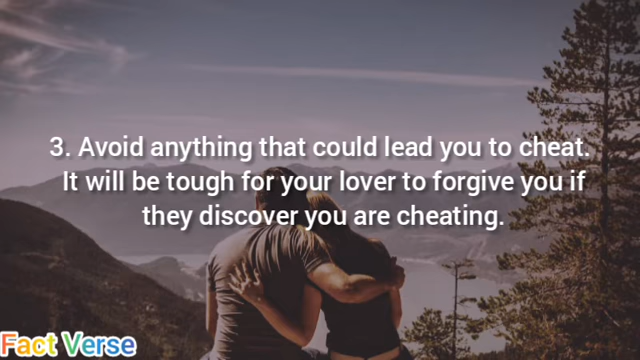 3. Avoid anything that could lead you to cheat.
It will be tough for your lover to forgive you if
they discover you are cheating.
Fact Verse